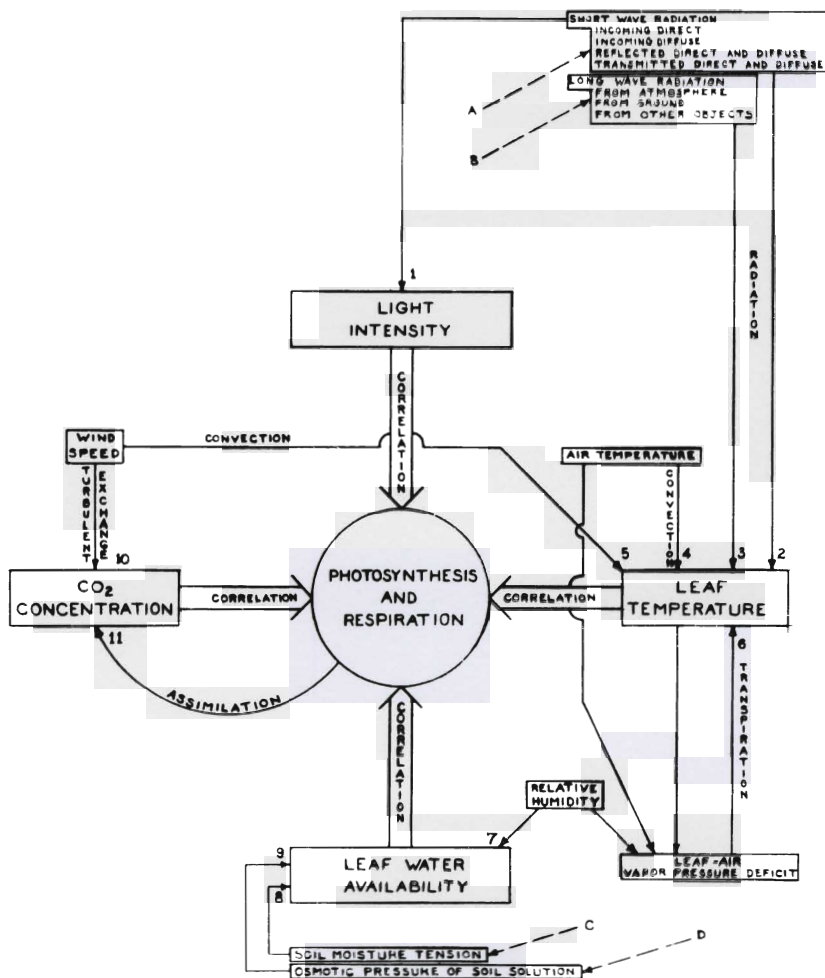 SHORT WAVE RADIATION
INCOMING DIRECT
INCOMING DIFFUSE
REFLECTED DIRECT AND DIFFUSE
TRANSMITTED DIRECT AND DIFFUSE
LONG WAVE RADIATION
FROM ATMOSPHERE
FROM GROUND
FROM OTHER OBJECTS
A
B
1
RADIATION
LIGHT
INTENSITY
CORRELATION
WIND
SPEED
CONVECTION
AIR TEMPERATURE
CONVECTION
TURBULENT
EXCHANGE
10
5
4
3
2
CO2
CONCENTRATION
11
CORRELATION
PHOTOSYNTHESIS
AND
RESPIRATION
CORRELATION
LEAF
TEMPERATURE
6
TRANSPIRATION
ASSIMILATION
CORRELATION
RELATIVE
HUMIDITY
7
9
8
LEAF WATER
AVAILABILITY
LEAF-AIR
VAPOR PRESSURE DEFICIT
C
D
SOIL MOISTURE TENSION
OSMOTIC PRESSURE OF SOIL SOLUTION